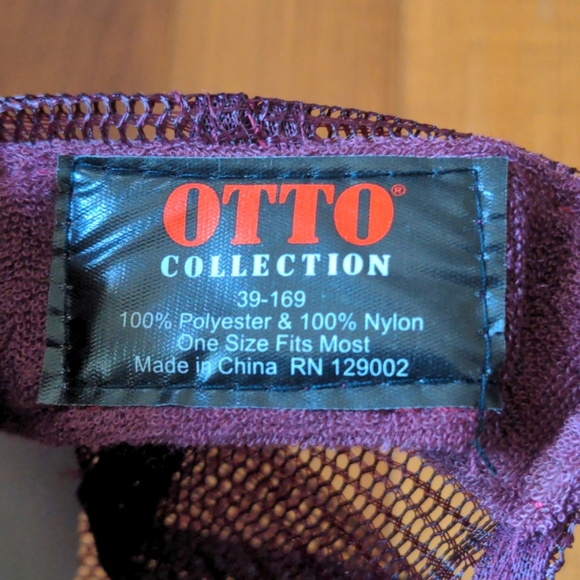 OTTO®
COLLECTION
39-169
100% Polyester & 100% Nylon
One Size Fits Most
Made in China RN 129002